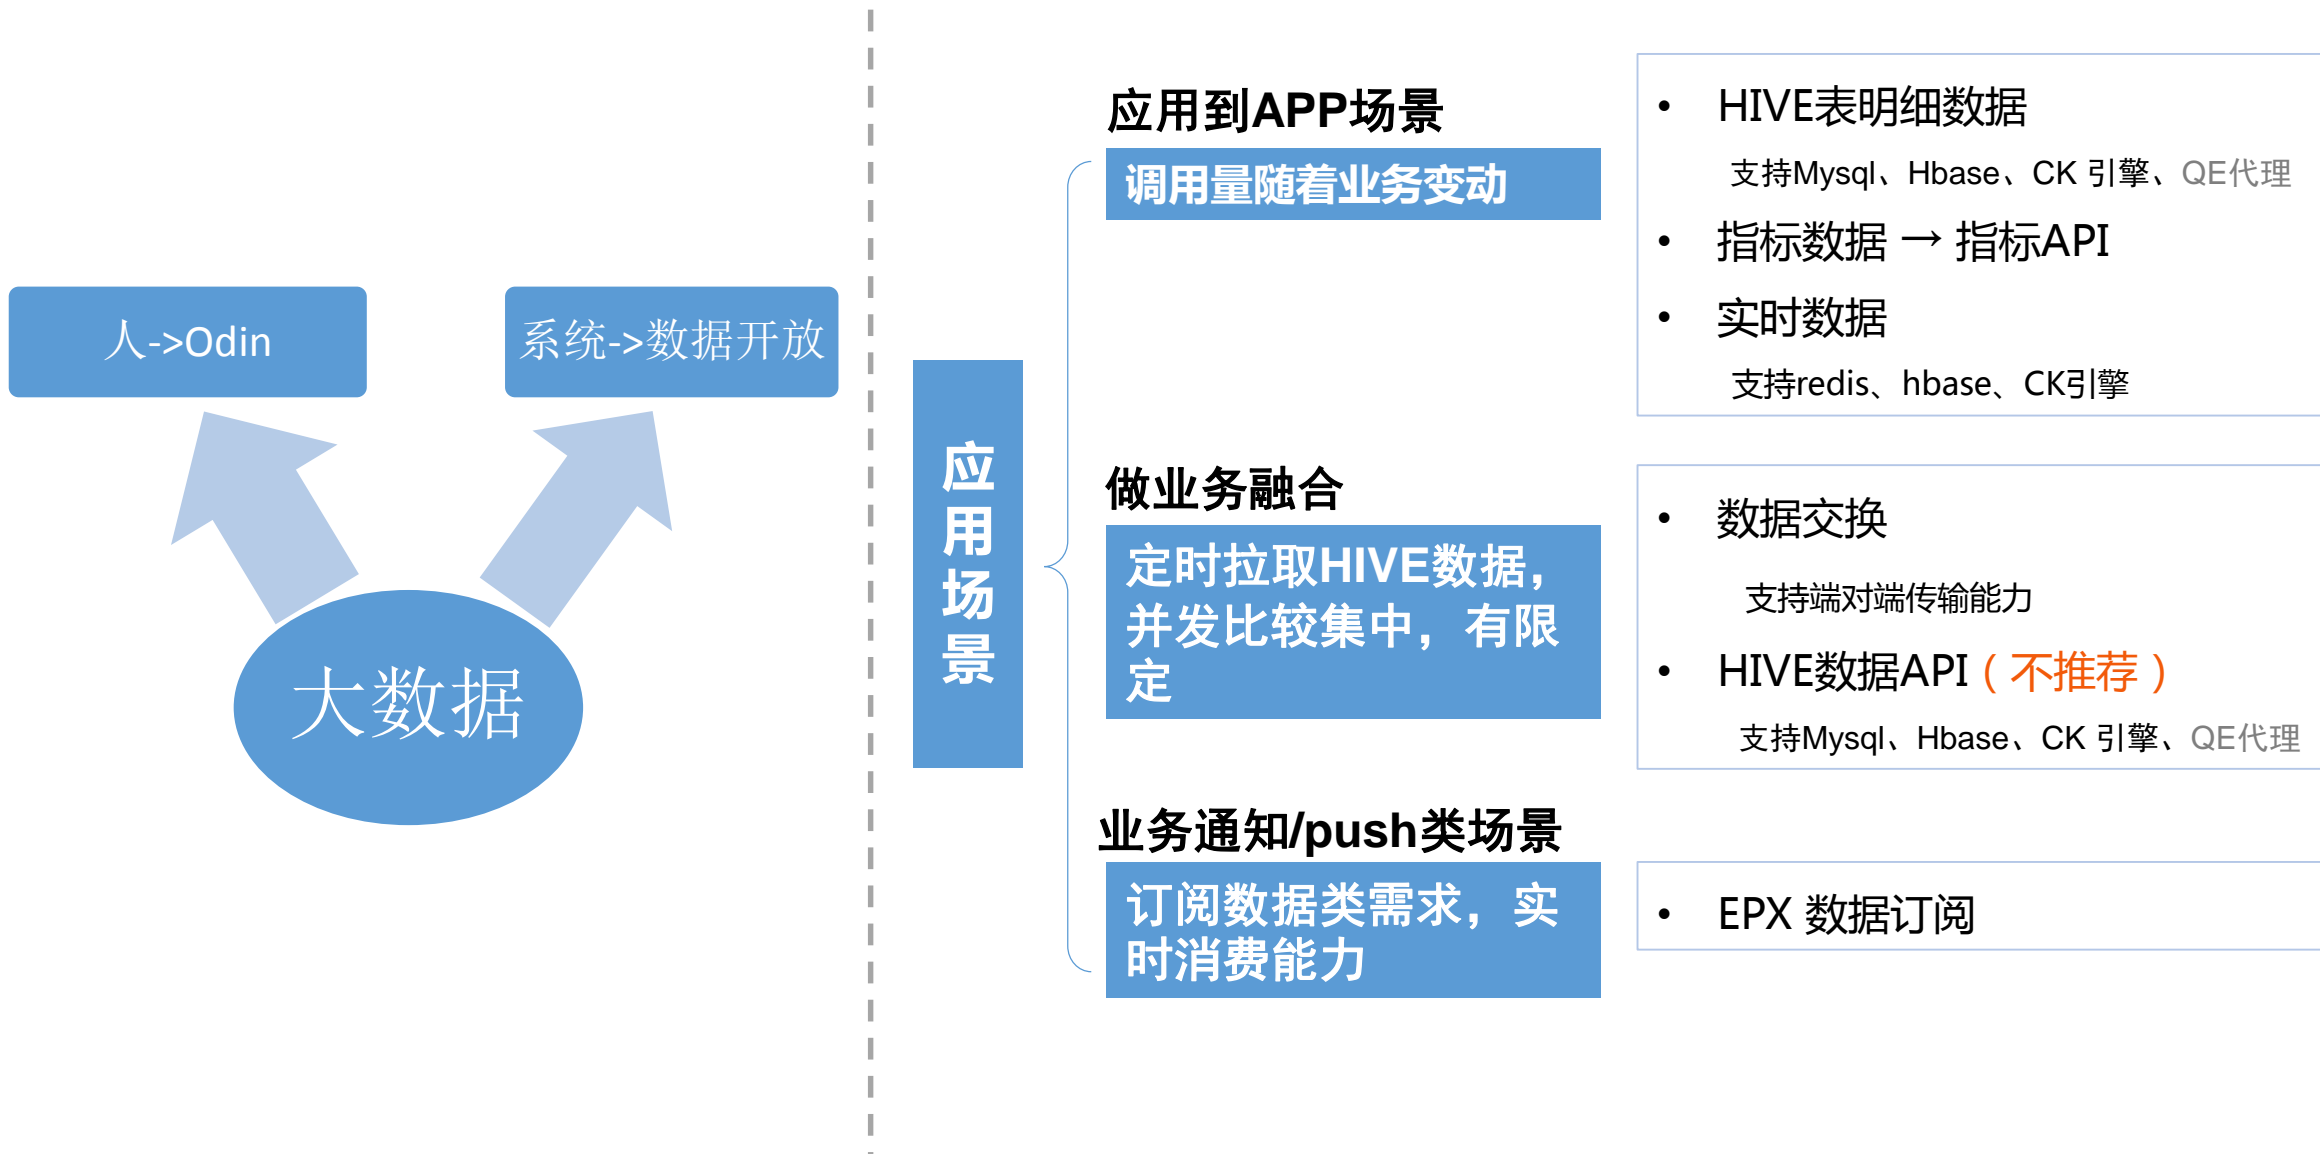 人->Odin
系统->数据开放
大数据
应用场景
应用到APP场景
调用量随着业务变动
• HIVE表明细数据
支持Mysql、Hbase、CK 引擎、QE代理
• 指标数据 → 指标API
• 实时数据
支持redis、hbase、CK引擎
做业务融合
定时拉取HIVE数据，
并发比较集中，有限
定
• 数据交换
支持端对端传输能力
• HIVE数据API（不推荐）
支持Mysql、Hbase、CK 引擎、QE代理
业务通知/push类场景
订阅数据类需求，实
时消费能力
• EPX 数据订阅